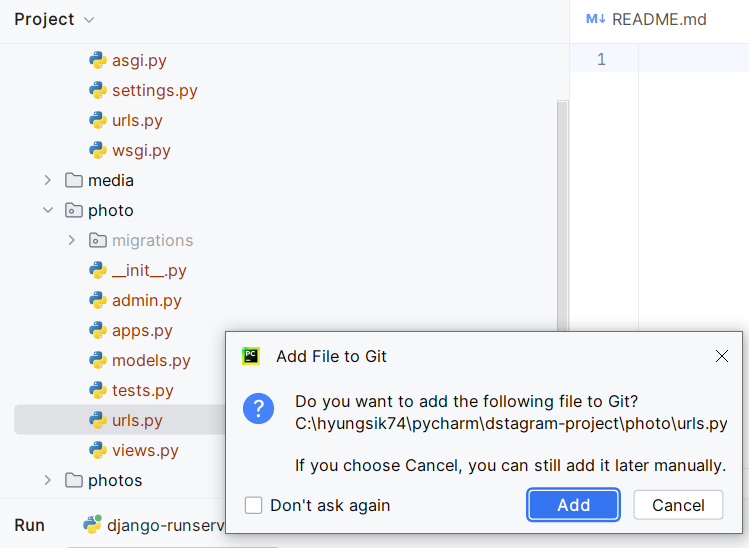 Project
M↓ README.md
1
asgi.py
settings.py
urls.py
wsgi.py
media
photo
migrations
__init__.py
admin.py
apps.py
models.py
tests.py
urls.py
views.py
photos
PC
Add File to Git
?
Do you want to add the following file to Git?
C:\hyungsik74\pycharm\dstagram-project\photo\urls.py
If you choose Cancel, you can still add it later manually.
Don't ask again
Add
Cancel
Run
django-runserv